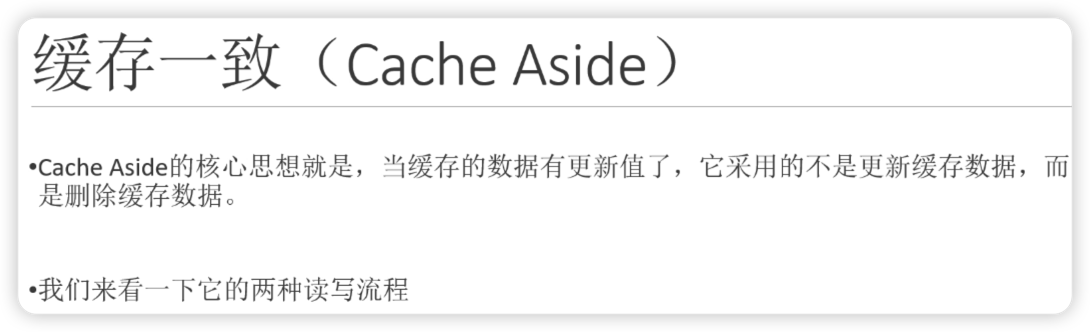 缓存一致（Cache Aside）
•Cache Aside的核心思想就是，当缓存的数据有更新值了，它采用的不是更新缓存数据，而
是删除缓存数据。
•我们来看一下它的两种读写流程